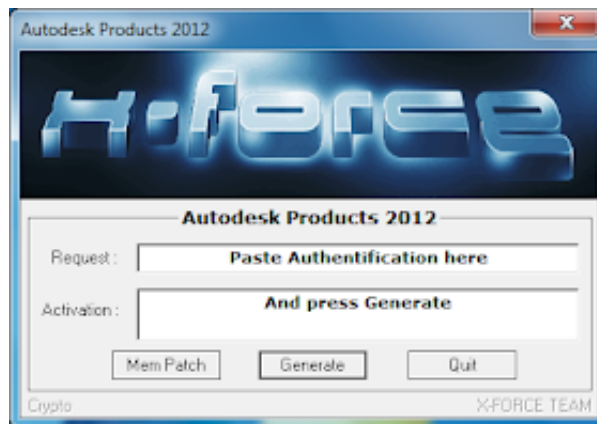 Autodesk Products 2012
x-force
Autodesk Products 2012
Request :
Paste Authentification here
Activation :
And press Generate
Mem Patch
Generate
Quit
Crypto
X-FORCE TEAM